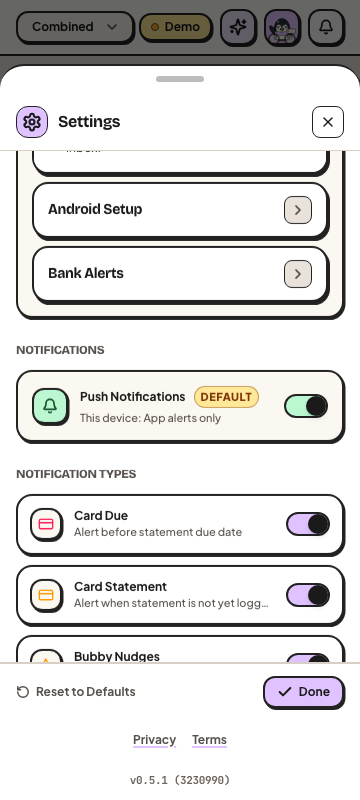 Combined
Demo
Settings
Android Setup
Bank Alerts
NOTIFICATIONS
Push Notifications DEFAULT
This device: App alerts only
NOTIFICATION TYPES
Card Due
Alert before statement due date
Card Statement
Alert when statement is not yet logg...
Bubby Nudges
Reset to Defaults
Done
Privacy Terms
v0.5.1 (3230990)